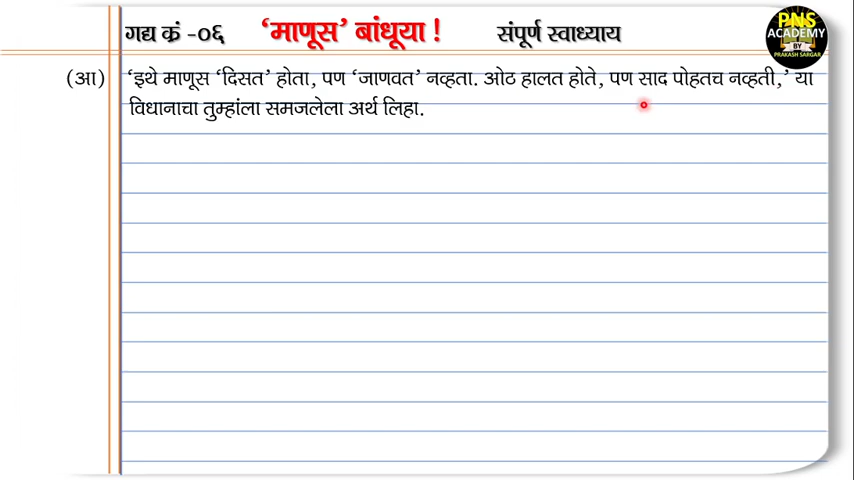 गद्य क्रं -०६ 'माणूस' बांधूया ! संपूर्ण स्वाध्याय
PNS
ACADEMY
BY
PRAKASH SARGAR
(आ) 'इथे माणूस 'दिसत' होता, पण 'जाणवत' नव्हता. ओठ हालत होते, पण साद पोहतच नव्हती,' या
विधानाचा तुम्हांला समजलेला अर्थ लिहा.